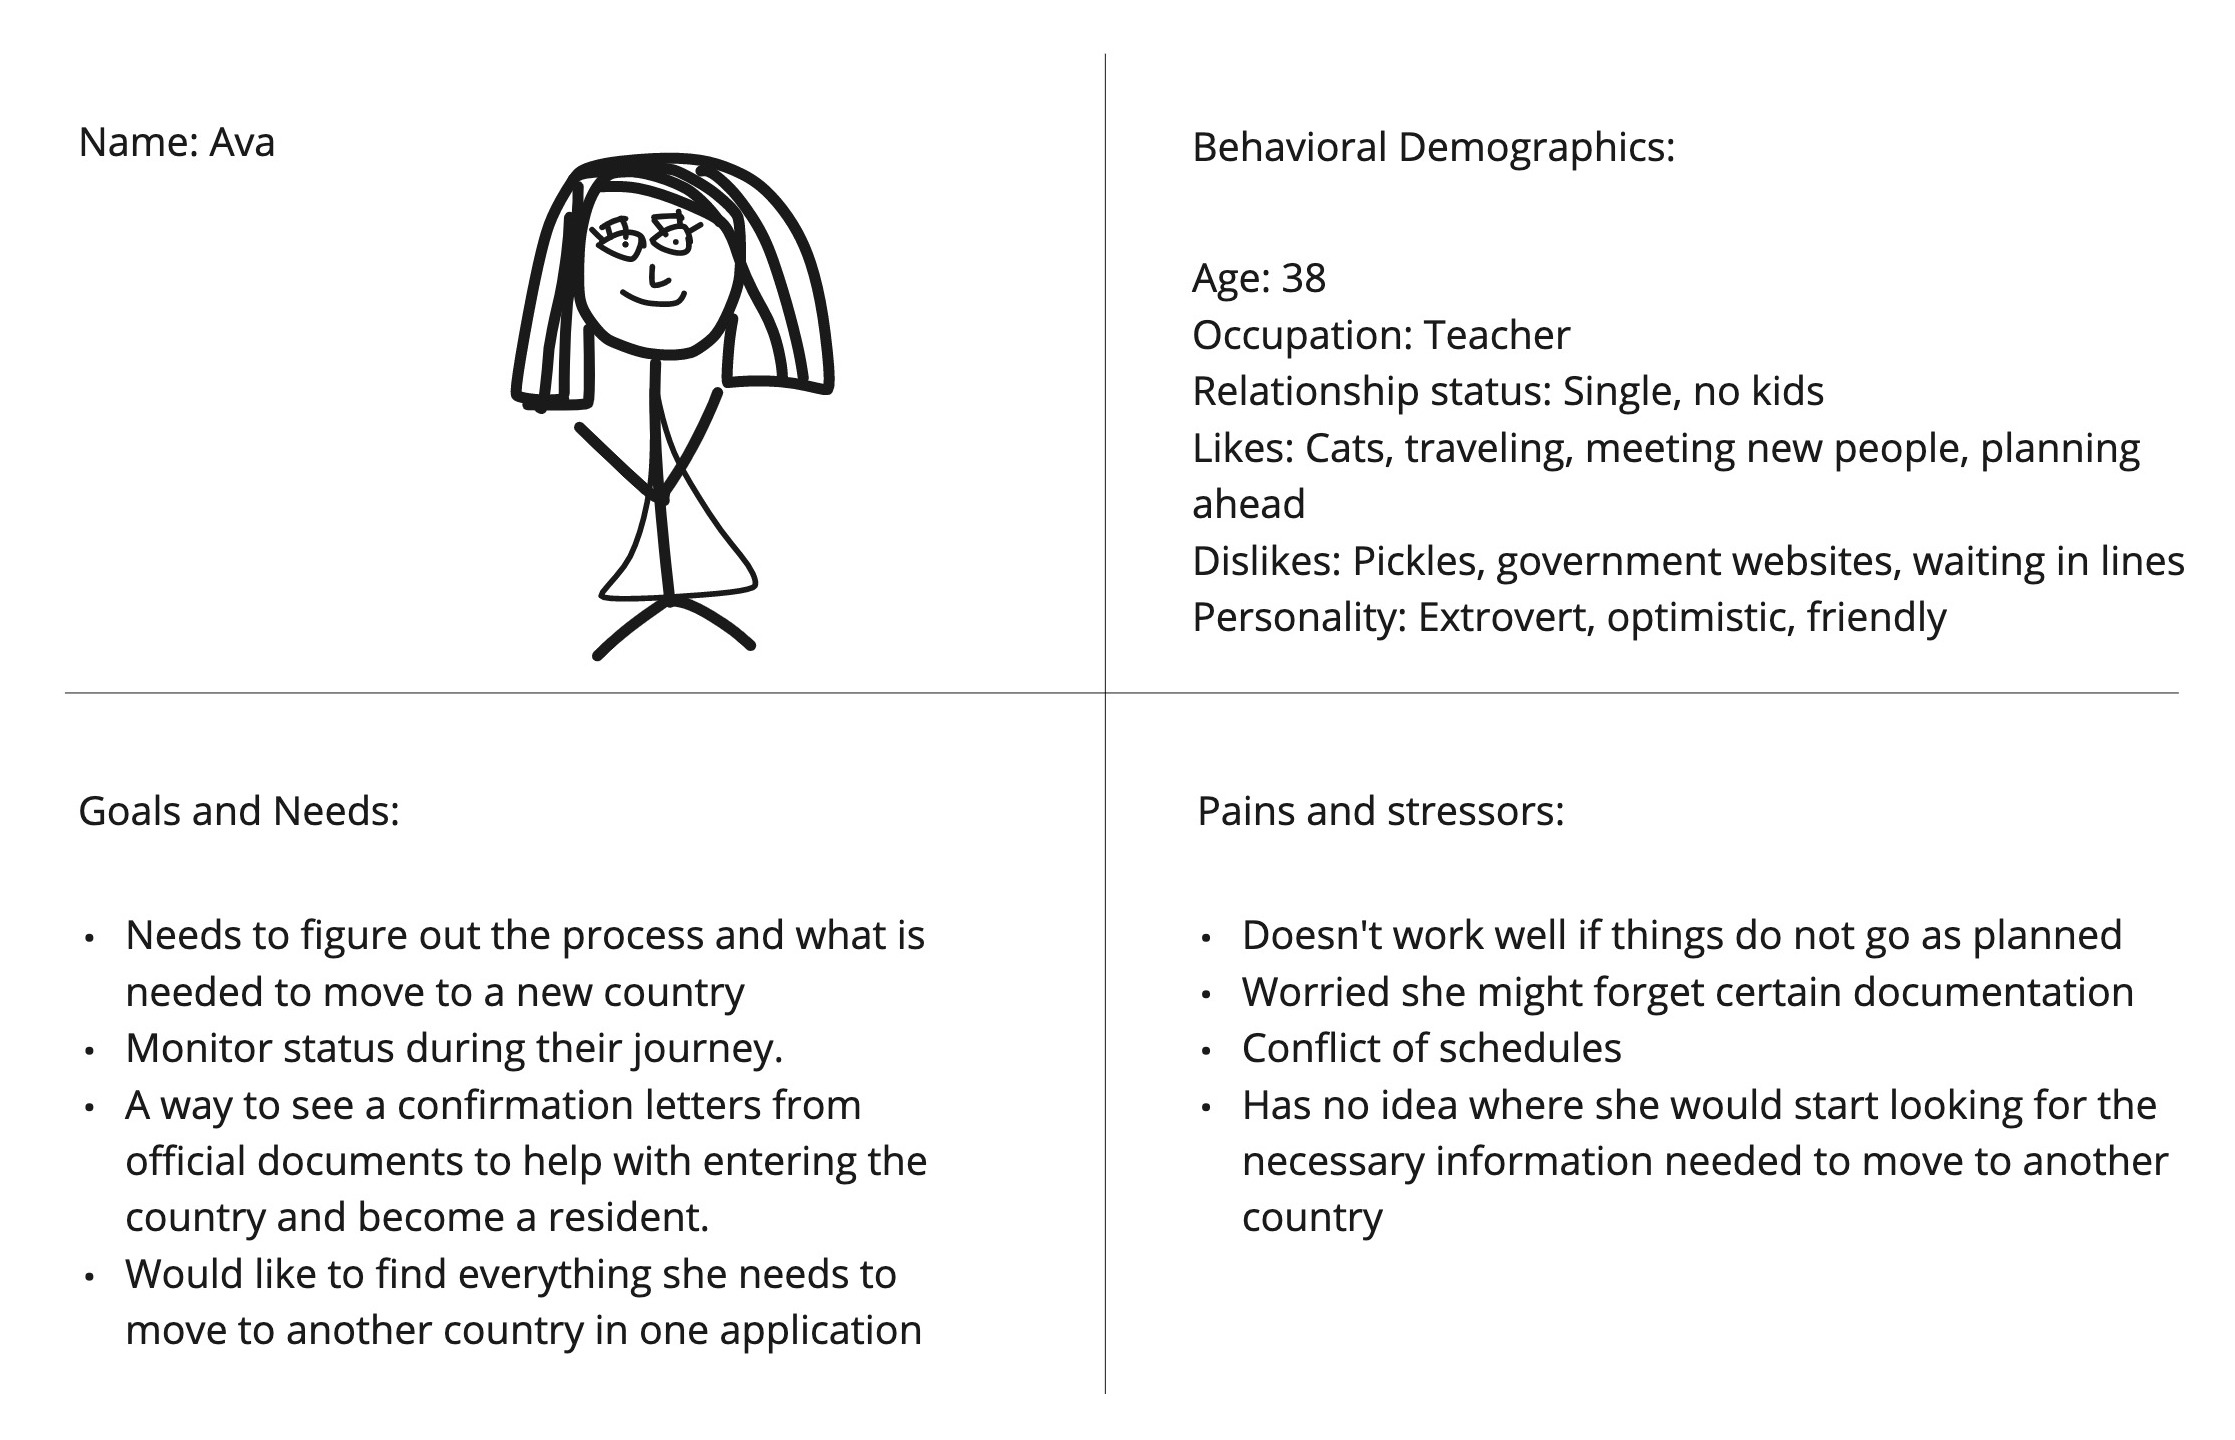 Name: Ava
Behavioral Demographics:
Age: 38
Occupation: Teacher
Relationship status: Single, no kids
Likes: Cats, traveling, meeting new people, planning
ahead
Dislikes: Pickles, government websites, waiting in lines
Personality: Extrovert, optimistic, friendly
Goals and Needs:
• Needs to figure out the process and what is
needed to move to a new country
• Monitor status during their journey.
• A way to see a confirmation letters from
official documents to help with entering the
country and become a resident.
• Would like to find everything she needs to
move to another country in one application
Pains and stressors:
• Doesn't work well if things do not go as planned
• Worried she might forget certain documentation
• Conflict of schedules
• Has no idea where she would start looking for the
necessary information needed to move to another
country